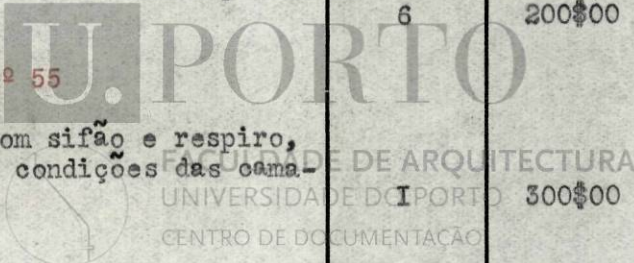 6 200$00
U. PORTO
º 55
om sifão e respiro,
condições das cama-
I 300$00
FACULDADE DE ARQUITECTURA
UNIVERSIDADE DO PORTO
CENTRO DE DOCUMENTAÇÃO